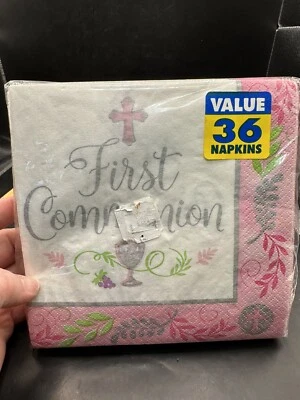 VALUE
36
NAPKINS
First
Communion